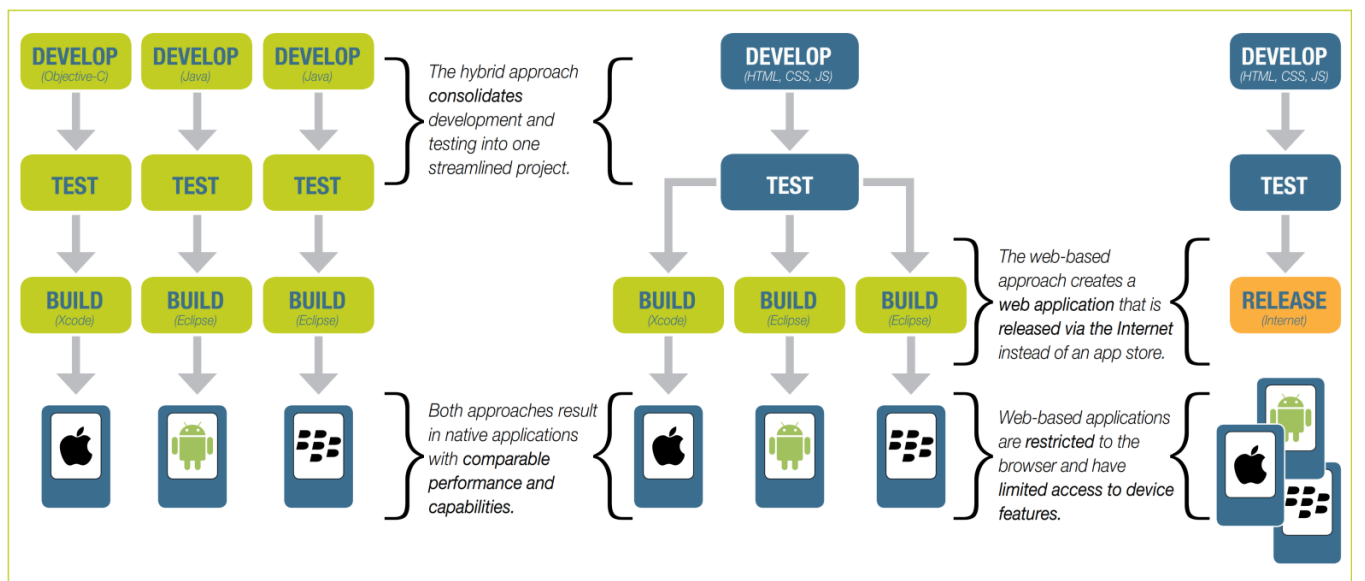 DEVELOP
(Objective-C)
DEVELOP
(Java)
DEVELOP
(Java)
TEST
TEST
TEST
BUILD
(Xcode)
BUILD
(Eclipse)
BUILD
(Eclipse)
The hybrid approach
consolidates
development and
testing into one
streamlined project.
Both approaches result
in native applications
with comparable
performance and
capabilities.
DEVELOP
(HTML, CSS, JS)
TEST
BUILD
(Xcode)
BUILD
(Eclipse)
BUILD
(Eclipse)
The web-based
approach creates a
web application that is
released via the Internet
instead of an app store.
Web-based applications
are restricted to the
browser and have
limited access to device
features.
DEVELOP
(HTML, CSS, JS)
TEST
RELEASE
(Internet)